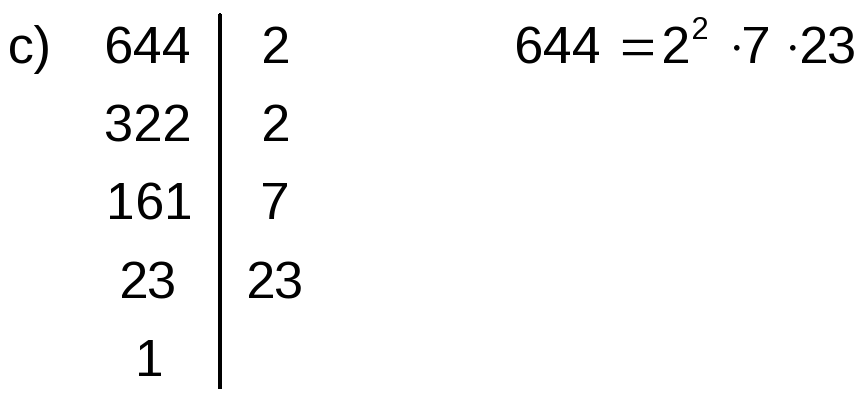 c) 644 | 2 644 = 2² ·7 ·23
322 | 2
161 | 7
23 | 23
1 |